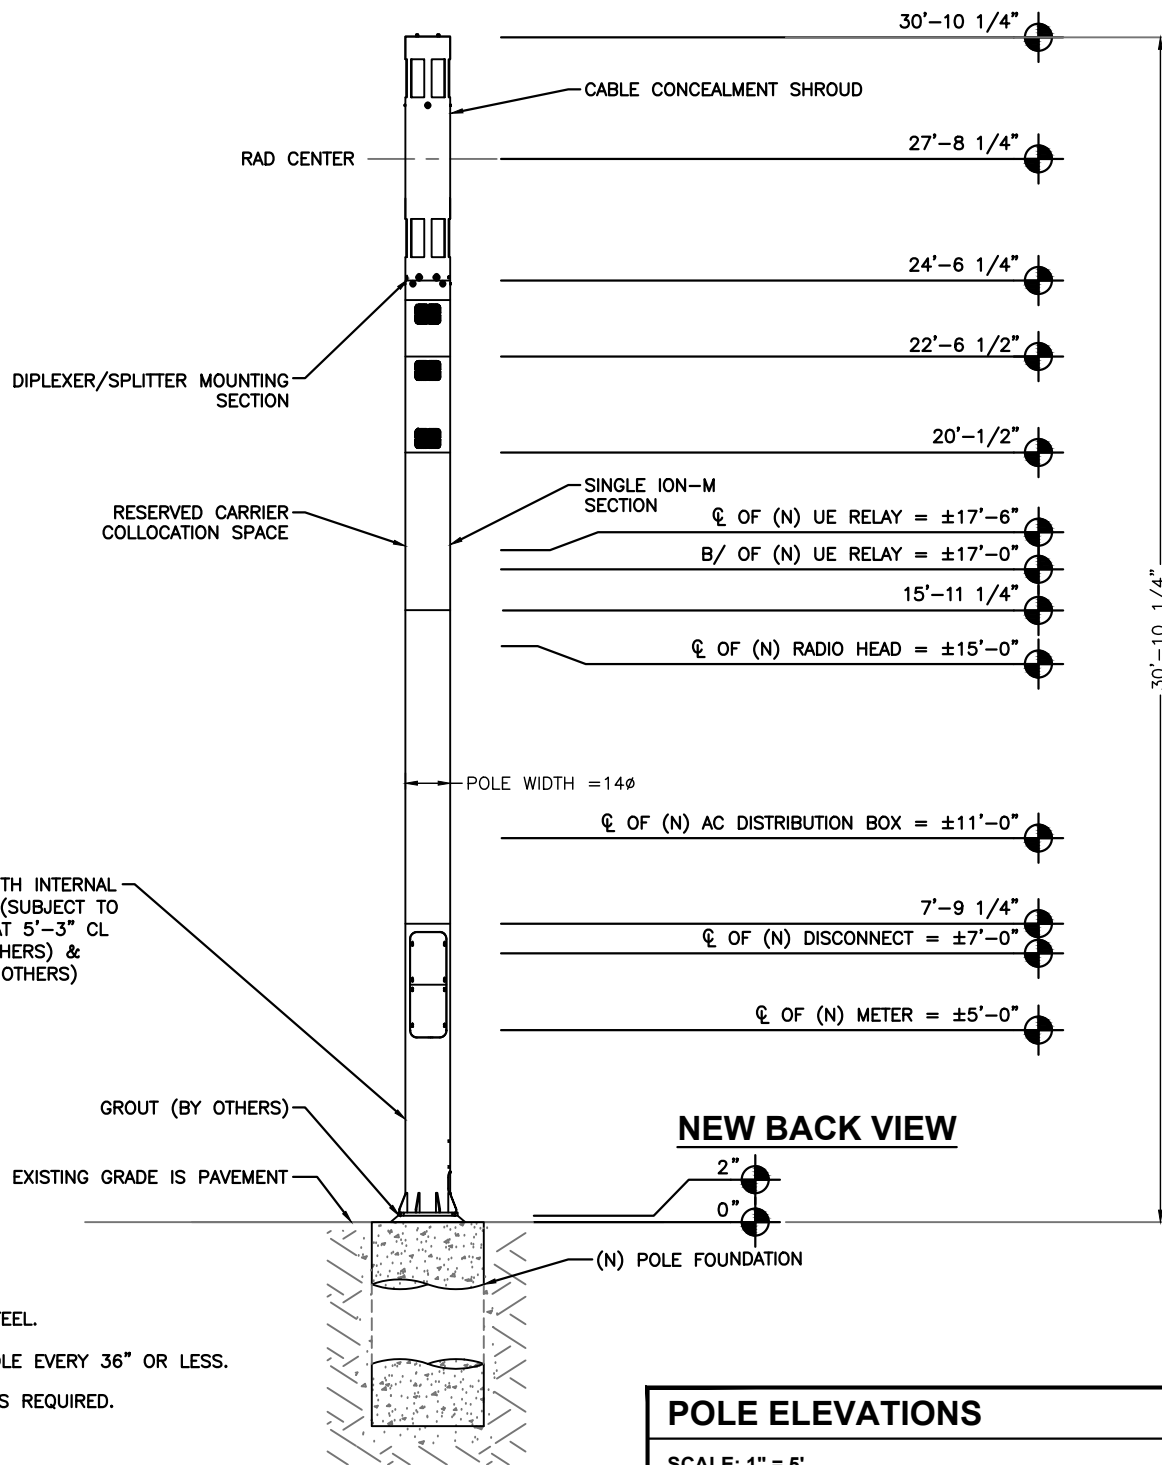 30'-10 1/4"
CABLE CONCEALMENT SHROUD
RAD CENTER
27'-8 1/4"
24'-6 1/4"
22'-6 1/2"
DIPLEXER/SPLITTER MOUNTING
SECTION
20'-1/2"
SINGLE ION-M
SECTION
RESERVED CARRIER
COLLOCATION SPACE
℄ OF (N) UE RELAY = ±17'-6"
B/ OF (N) UE RELAY = ±17'-0"
15'-11 1/4"
30'-10 1/4"
℄ OF (N) RADIO HEAD = ±15'-0"
POLE WIDTH =14ø
℄ OF (N) AC DISTRIBUTION BOX = ±11'-0"
TH INTERNAL
(SUBJECT TO
AT 5'-3" CL
HERS) &
OTHERS)
7'-9 1/4"
℄ OF (N) DISCONNECT = ±7'-0"
℄ OF (N) METER = ±5'-0"
GROUT (BY OTHERS)
NEW BACK VIEW
EXISTING GRADE IS PAVEMENT
2"
0"
(N) POLE FOUNDATION
TEEL.
OLE EVERY 36" OR LESS.
S REQUIRED.
POLE ELEVATIONS
SCALE: 1" = 5'